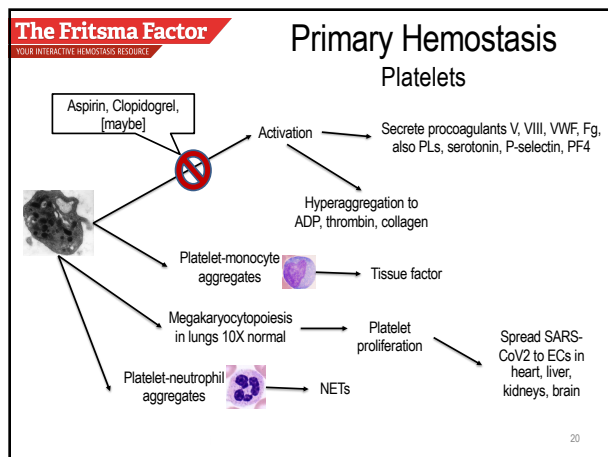 The Fritsma Factor
YOUR INTERACTIVE HEMOSTASIS RESOURCE
Primary Hemostasis
Platelets
Aspirin, Clopidogrel,
[maybe]
Activation
Secrete procoagulants V, VIII, VWF, Fg,
also PLs, serotonin, P-selectin, PF4
Hyperaggregation to
ADP, thrombin, collagen
Platelet-monocyte
aggregates
Tissue factor
Megakaryocytopoiesis
in lungs 10X normal
Platelet
proliferation
Spread SARS-
CoV2 to ECs in
heart, liver,
kidneys, brain
Platelet-neutrophil
aggregates
NETs
20